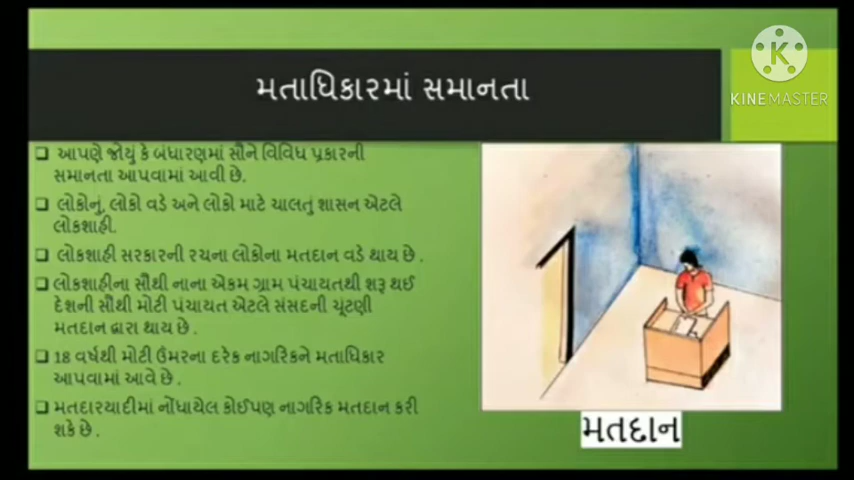 મતાધિકારમાં સમાનતા
KINEMASTER
❑ આપણે જોયું કે બંધારણમાં સૌને વિવિધ પ્રકારની
સમાનતા આપવામાં આવી છે.
❑ લોકોનું, લોકો વડે અને લોકો માટે ચાલતું શાસન એટલે
લોકશાહી.
❑ લોકશાહી સરકારની રચના લોકોના મતદાન વડે થાય છે .
❑ લોકશાહીના સૌથી નાના એકમ ગ્રામ પંચાયતથી શરૂ થઈ
દેશની સૌથી મોટી પંચાયત એટલે સંસદની ચૂંટણી
મતદાન દ્વારા થાય છે .
❑ 18 વર્ષથી મોટી ઉંમરના દરેક નાગરિકને મતાધિકાર
આપવામાં આવે છે .
❑ મતદારયાદીમાં નોંધાયેલ કોઈપણ નાગરિક મતદાન કરી
શકે છે .
મતદાન